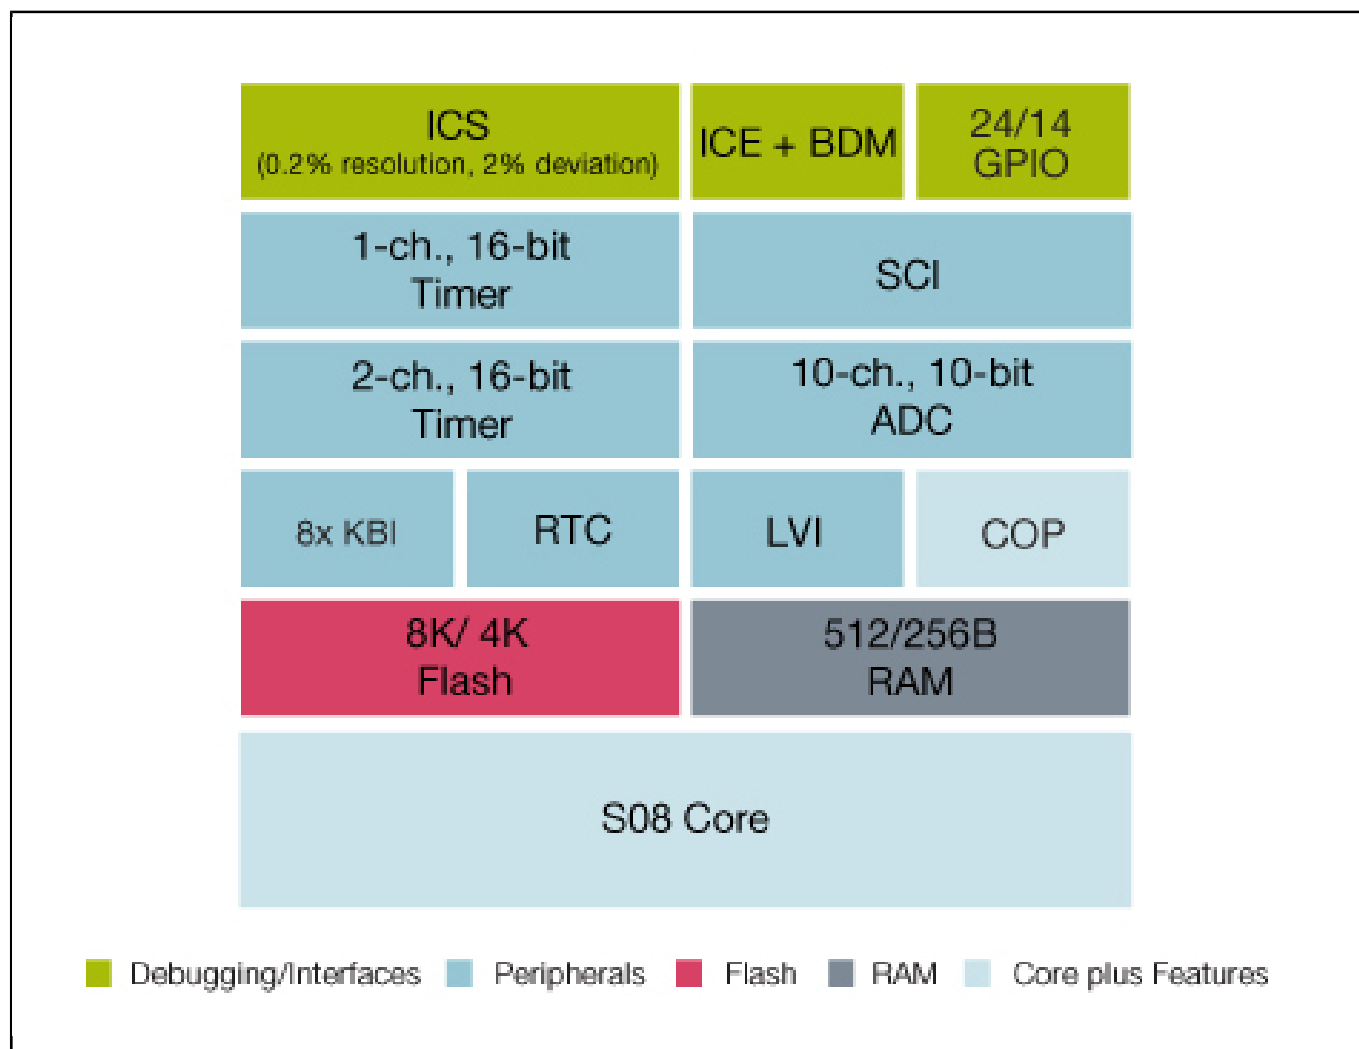 ICS
(0.2% resolution, 2% deviation)
ICE + BDM
24/14
GPIO
1-ch., 16-bit
Timer
SCI
2-ch., 16-bit
Timer
10-ch., 10-bit
ADC
8x KBI
RTC
LVI
COP
8K/ 4K
Flash
512/256B
RAM
S08 Core
Debugging/Interfaces
Peripherals
Flash
RAM
Core plus Features